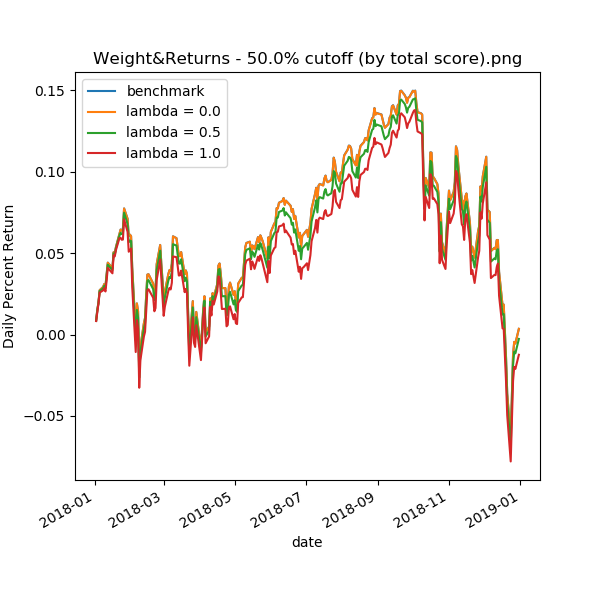 Weight&Returns - 50.0% cutoff (by total score).png
benchmark
lambda = 0.0
lambda = 0.5
lambda = 1.0
Daily Percent Return
0.15
0.10
0.05
0.00
−0.05
2018-01
2018-03
2018-05
2018-07
2018-09
2018-11
2019-01
date